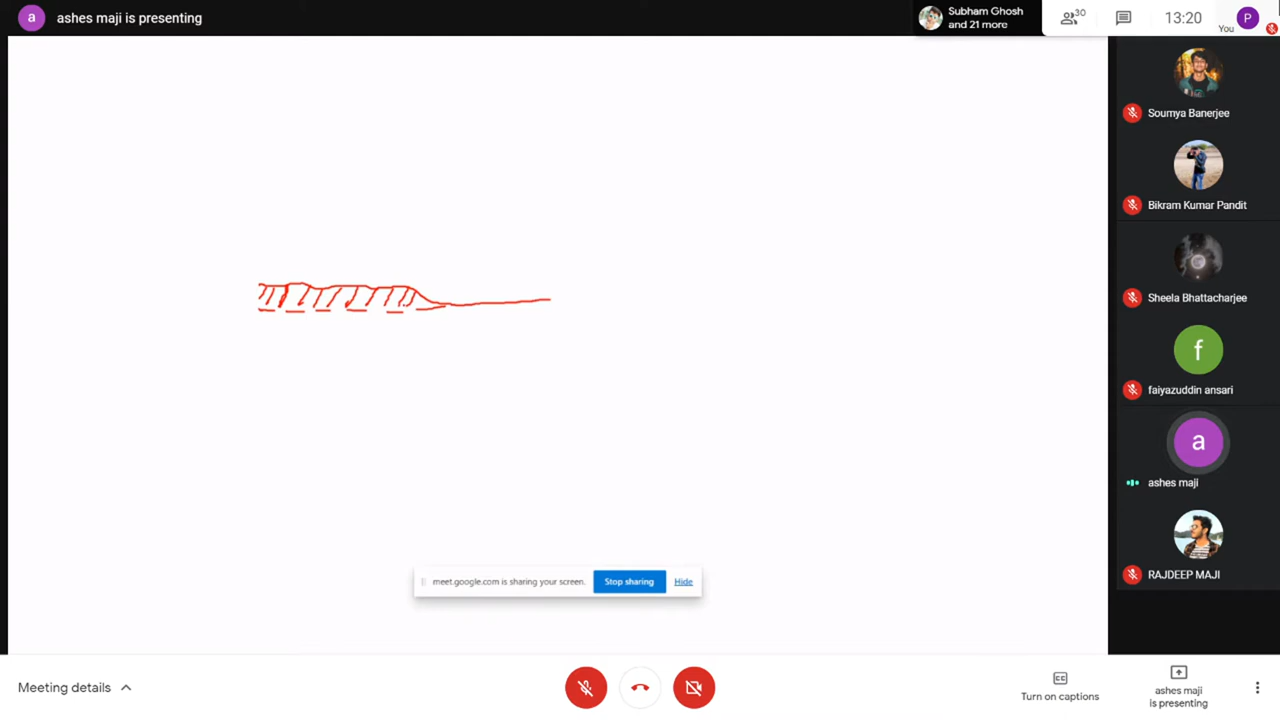 a ashes maji is presenting
Subham Ghosh
and 21 more
30
13:20
You
P
Soumya Banerjee
Bikram Kumar Pandit
Sheela Bhattacharjee
f
faiyazuddin ansari
a
ashes maji
RAJDEEP MAJI
meet.google.com is sharing your screen. Stop sharing Hide
Meeting details
CC
Turn on captions
ashes maji
is presenting